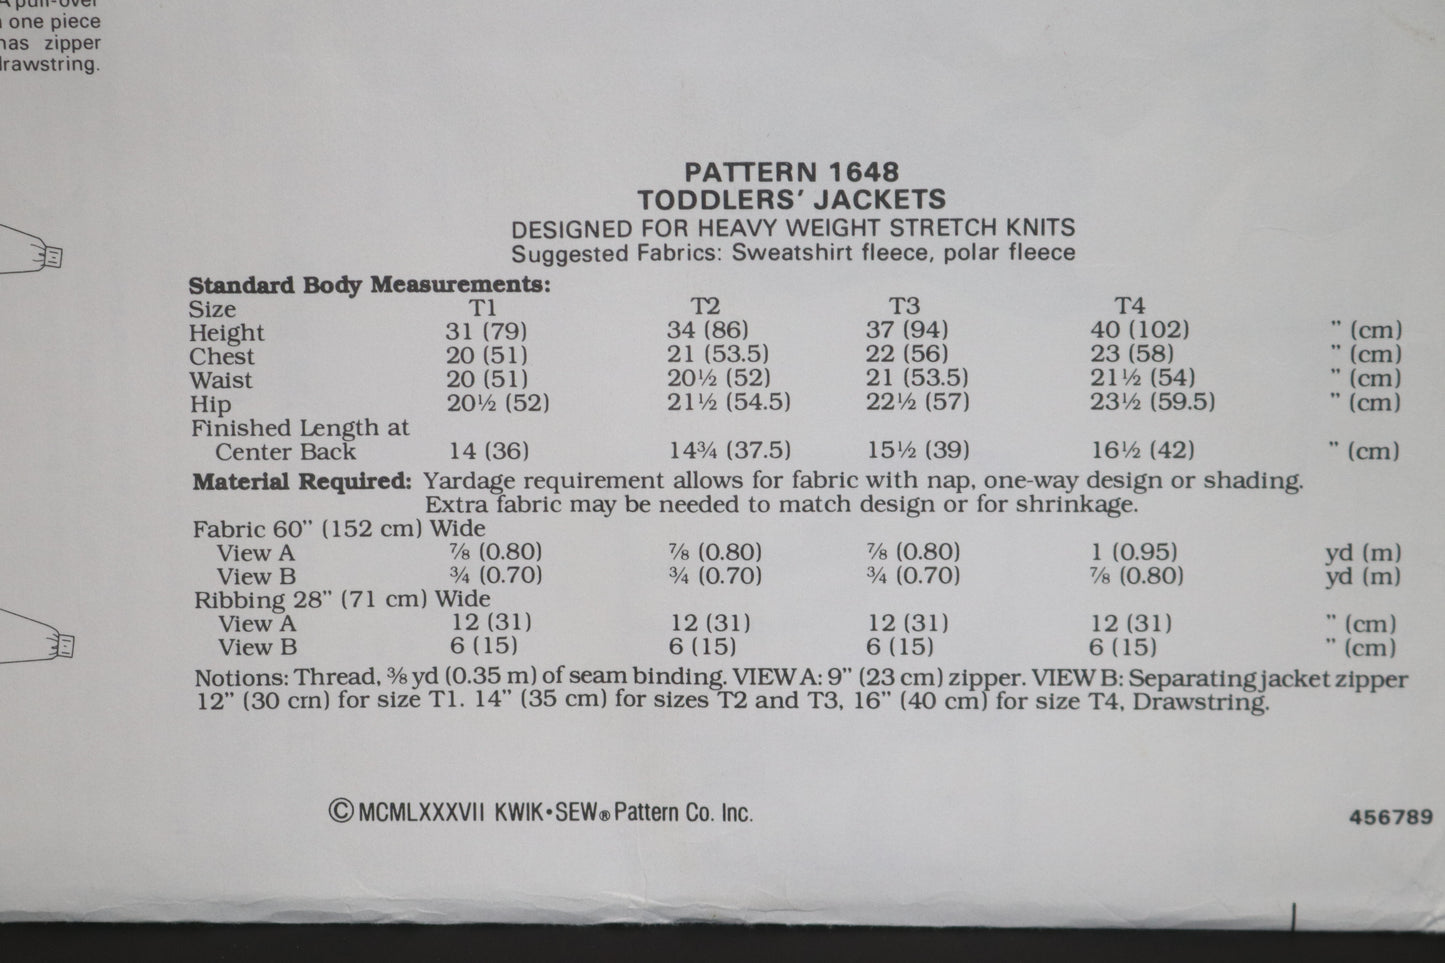 A pull-over
one piece
has zipper
drawstring.
PATTERN 1648
TODDLERS' JACKETS
DESIGNED FOR HEAVY WEIGHT STRETCH KNITS
Suggested Fabrics: Sweatshirt fleece, polar fleece
Standard Body Measurements:
Size T1 T2 T3 T4
Height 31 (79) 34 (86) 37 (94) 40 (102) " (cm)
Chest 20 (51) 21 (53.5) 22 (56) 23 (58) " (cm)
Waist 20 (51) 20½ (52) 21 (53.5) 21½ (54) " (cm)
Hip 20½ (52) 21½ (54.5) 22½ (57) 23½ (59.5) " (cm)
Finished Length at
Center Back 14 (36) 14¾ (37.5) 15½ (39) 16½ (42) " (cm)
Material Required: Yardage requirement allows for fabric with nap, one-way design or shading.
Extra fabric may be needed to match design or for shrinkage.
Fabric 60" (152 cm) Wide
View A ⅞ (0.80) ⅞ (0.80) ⅞ (0.80) 1 (0.95) yd (m)
View B ¾ (0.70) ¾ (0.70) ¾ (0.70) ⅞ (0.80) yd (m)
Ribbing 28" (71 cm) Wide
View A 12 (31) 12 (31) 12 (31) 12 (31) " (cm)
View B 6 (15) 6 (15) 6 (15) 6 (15) " (cm)
Notions: Thread, ⅜ yd (0.35 m) of seam binding. VIEW A: 9" (23 cm) zipper. VIEW B: Separating jacket zipper
12" (30 cm) for size T1. 14" (35 cm) for sizes T2 and T3, 16" (40 cm) for size T4, Drawstring.
© MCMLXXXVII KWIK•SEW® Pattern Co. Inc.
456789